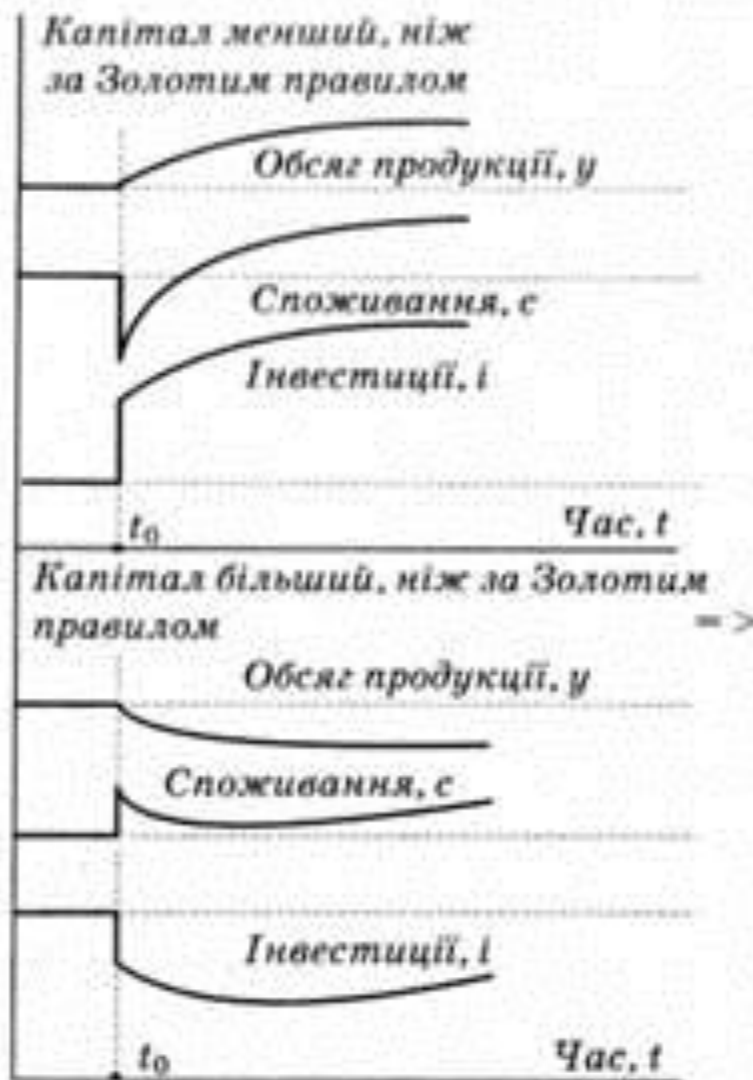 Капітал менший, ніж
за Золотим правилом
Обсяг продукції, y
Споживання, c
Інвестиції, i
t₀
Час, t
Капітал більший, ніж за Золотим
правилом
= >
Обсяг продукції, y
Споживання, c
Інвестиції, i
t₀
Час, t